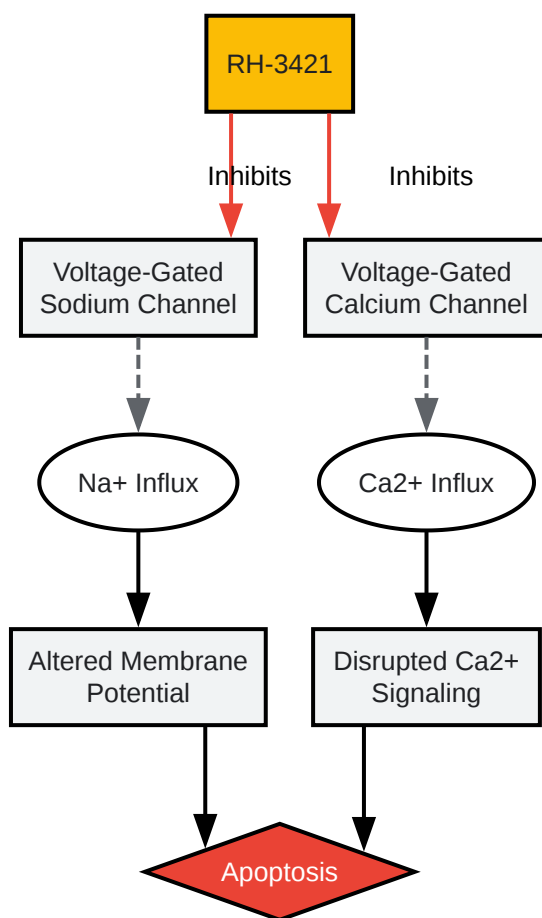 RH-3421
Inhibits
Inhibits
Voltage-Gated
Sodium Channel
Voltage-Gated
Calcium Channel
Na+ Influx
Ca2+ Influx
Altered Membrane
Potential
Disrupted Ca2+
Signaling
Apoptosis